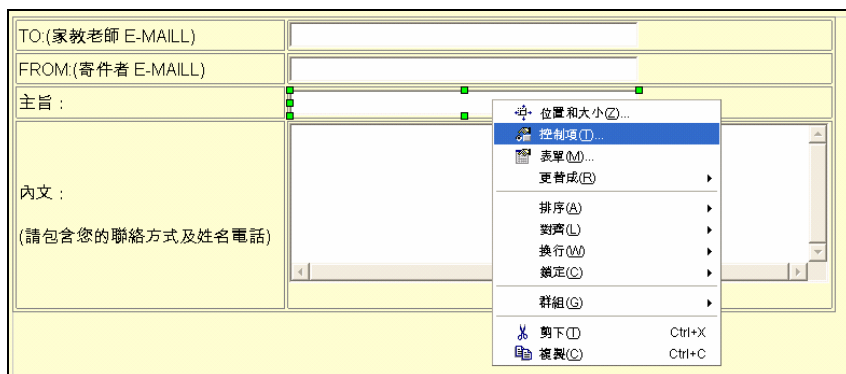 TO:(家教老師 E-MAILL)
FROM:(寄件者 E-MAILL)
主旨：
內文：
(請包含您的聯絡方式及姓名電話)
位置和大小(Z)...
控制項(T)...
表單(M)...
更替成(R)
排序(A)
對齊(L)
換行(W)
鎖定(C)
群組(G)
剪下(T) Ctrl+X
複製(C) Ctrl+C